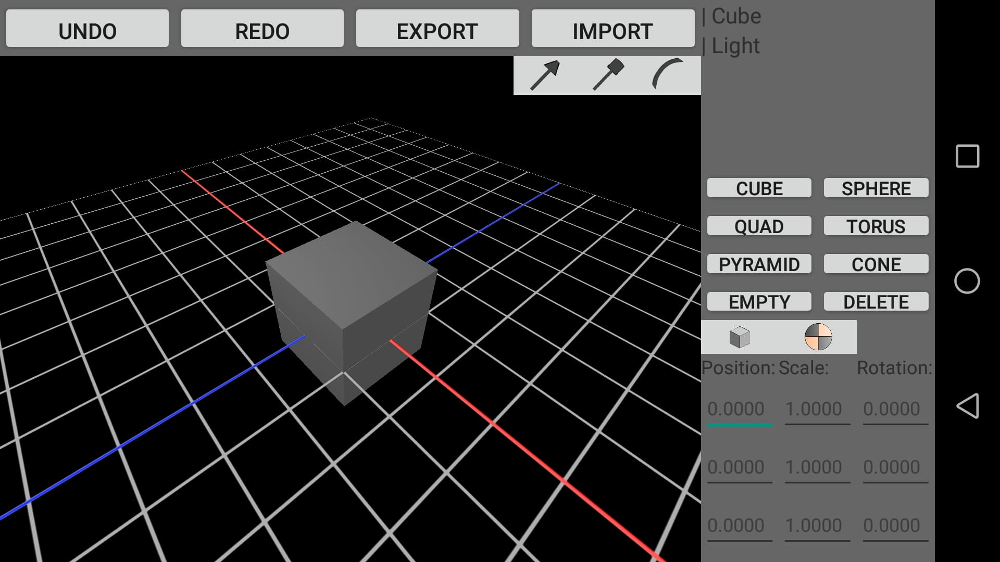 UNDO REDO EXPORT IMPORT
| Cube
| Light
CUBE SPHERE
QUAD TORUS
PYRAMID CONE
EMPTY DELETE
Position: Scale: Rotation:
0.0000 1.0000 0.0000
0.0000 1.0000 0.0000
0.0000 1.0000 0.0000